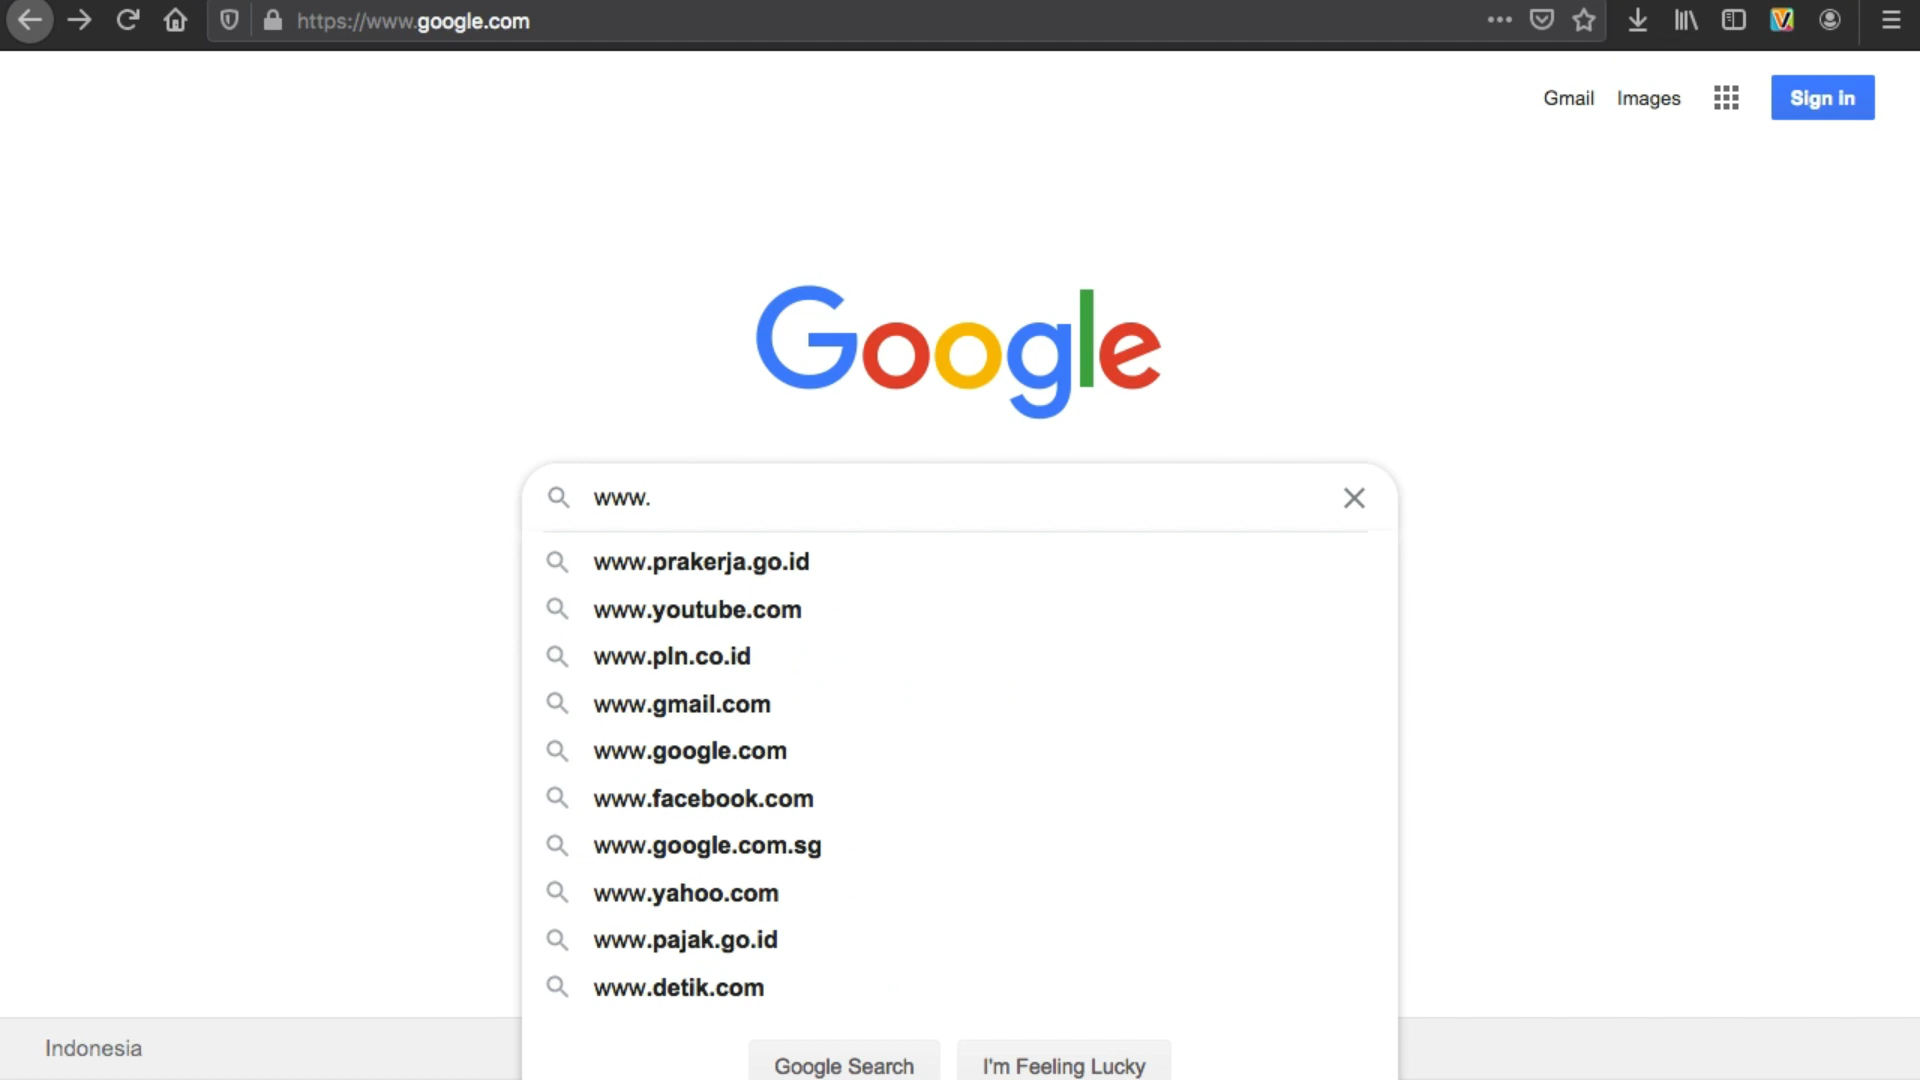 https://www.google.com
Gmail Images Sign in
Google
www.
www.prakerja.go.id
www.youtube.com
www.pln.co.id
www.gmail.com
www.google.com
www.facebook.com
www.google.com.sg
www.yahoo.com
www.pajak.go.id
www.detik.com
Indonesia
Google Search I'm Feeling Lucky